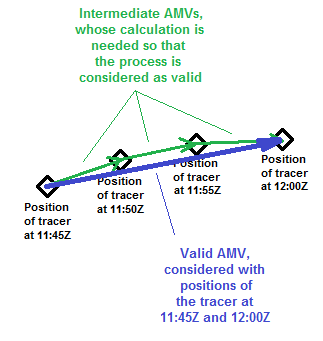 Intermediate AMVs,
whose calculation is
needed so that
the process is
considered as valid
Position
of tracer
at 11:45Z
Position
of tracer
at 11:50Z
Position
of tracer
at 11:55Z
Position
of tracer
at 12:00Z
Valid AMV,
considered with
positions of
the tracer at
11:45Z and 12:00Z